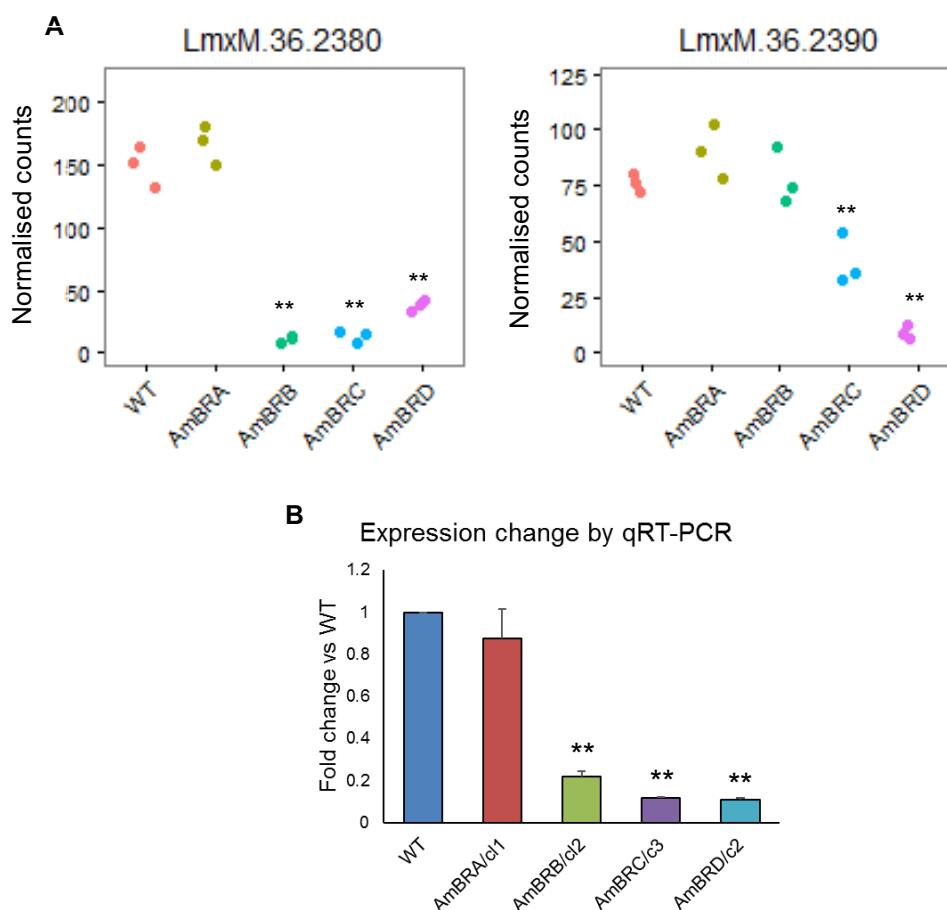 A
LmxM.36.2380
LmxM.36.2390
Normalised counts
200
150
100
50
0
**
**
**
WT
AmBRA
AmBRB
AmBRC
AmBRD
Normalised counts
125
100
75
50
25
0
**
**
WT
AmBRA
AmBRB
AmBRC
AmBRD
B
Expression change by qRT-PCR
Fold change vs WT
1.2
1
0.8
0.6
0.4
0.2
0
**
**
**
WT
AmBRA/cl1
AmBRB/cl2
AmBRC/c3
AmBRD/c2